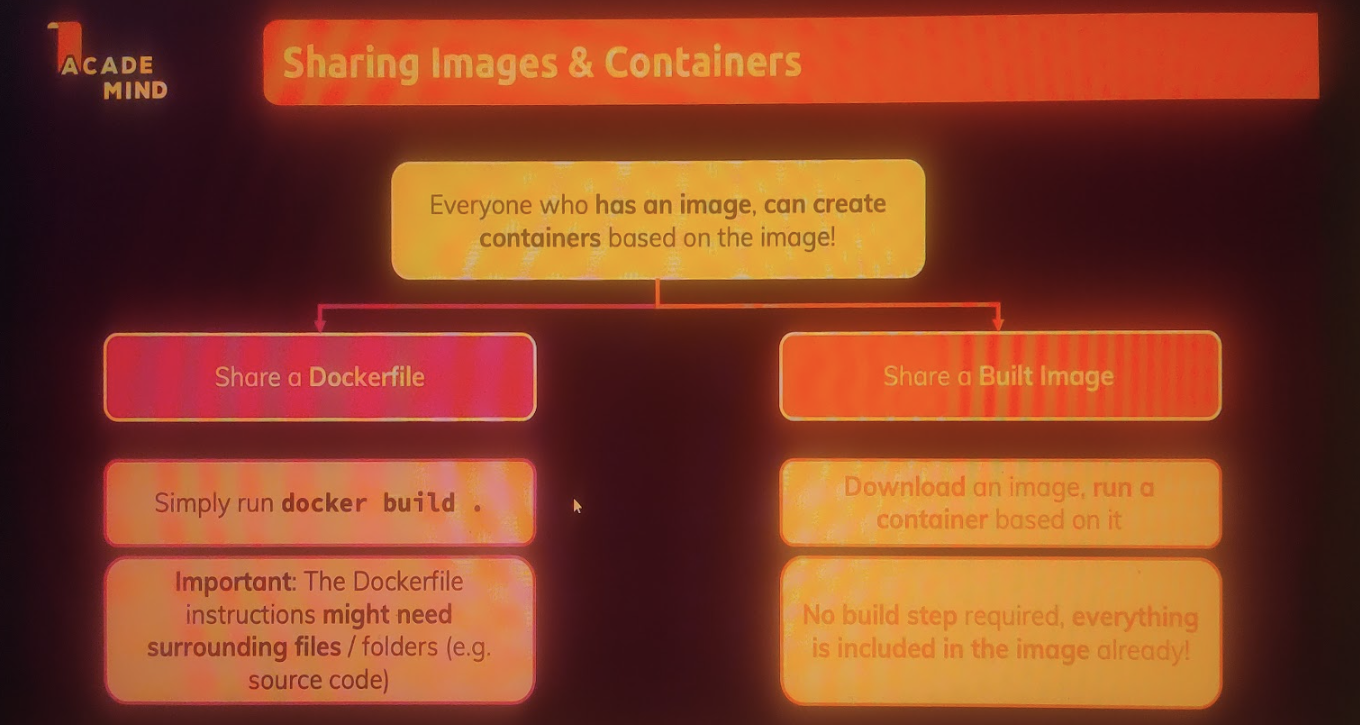 ACADE
MIND
Sharing Images & Containers
Everyone who has an image, can create
containers based on the image!
Share a Dockerfile
Simply run docker build .
Important: The Dockerfile
instructions might need
surrounding files / folders (e.g.
source code)
Share a Built Image
Download an image, run a
container based on it
No build step required, everything
is included in the image already!